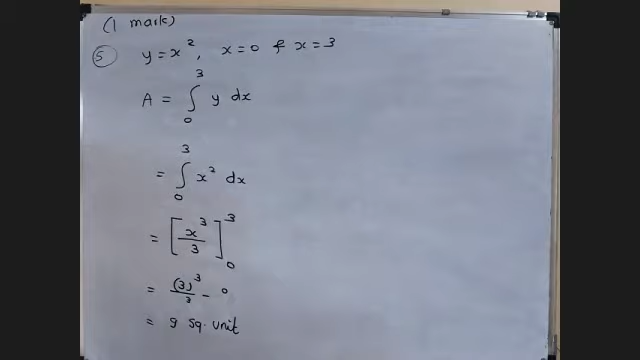 (1 mark)
⑤ y = x², x = 0 & x = 3
A = ∫₀³ y dx
= ∫₀³ x² dx
= [x³/3]₀³
= (3)³/3 - 0
= 9 sq. unit